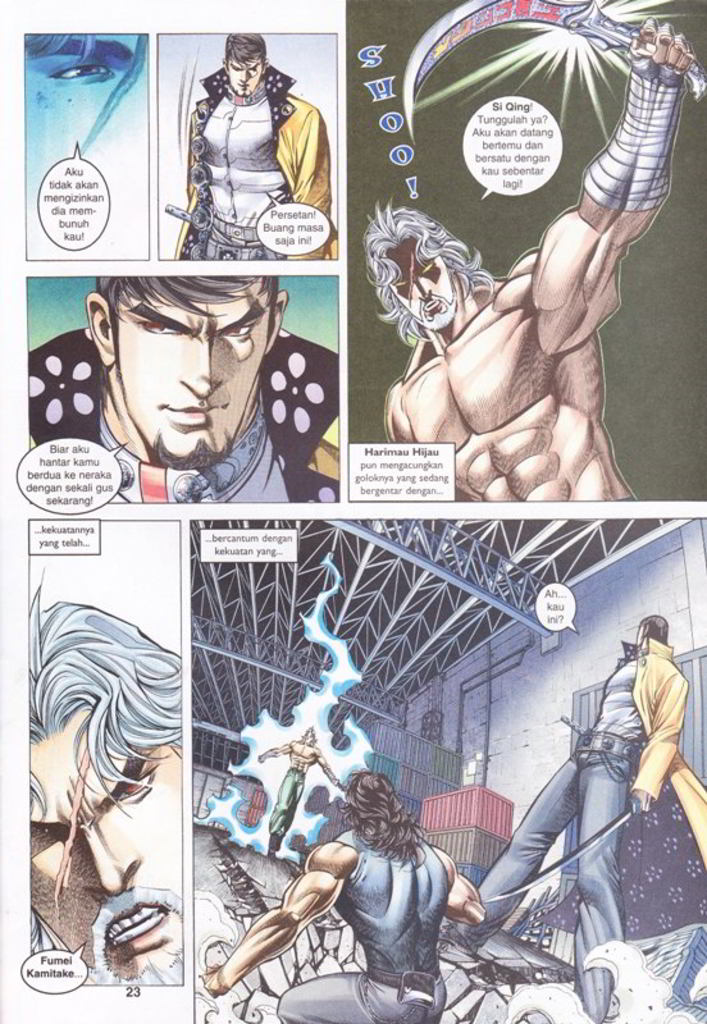 Aku
tidak akan
mengizinkan
dia mem-
bunuh
kau!
Persetan!
Buang masa
saja ini!
SHOOO!
Si Qing!
Tunggulah ya?
Aku akan datang
bertemu dan
bersatu dengan
kau sebentar
lagi!
Biar aku
hantar kamu
berdua ke neraka
dengan sekali gus
sekarang!
Harimau Hijau
pun mengacungkan
goloknya yang sedang
bergentar dengan...
...kekuatannya
yang telah...
Fumei
Kamitake...
...bercantum dengan
kekuatan yang...
Ah...
kau
ini?
23